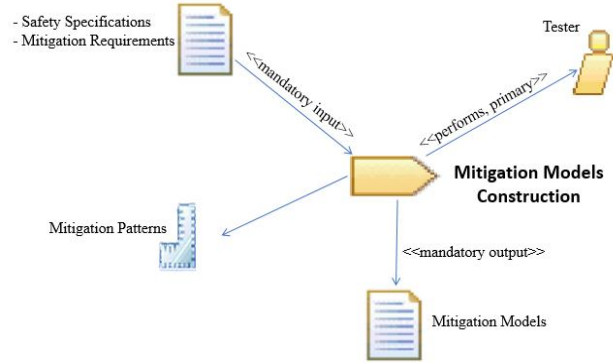 - Safety Specifications
- Mitigation Requirements
Tester
<<mandatory input>>
<<performs, primary>>
Mitigation Models
Construction
Mitigation Patterns
<<mandatory output>>
Mitigation Models